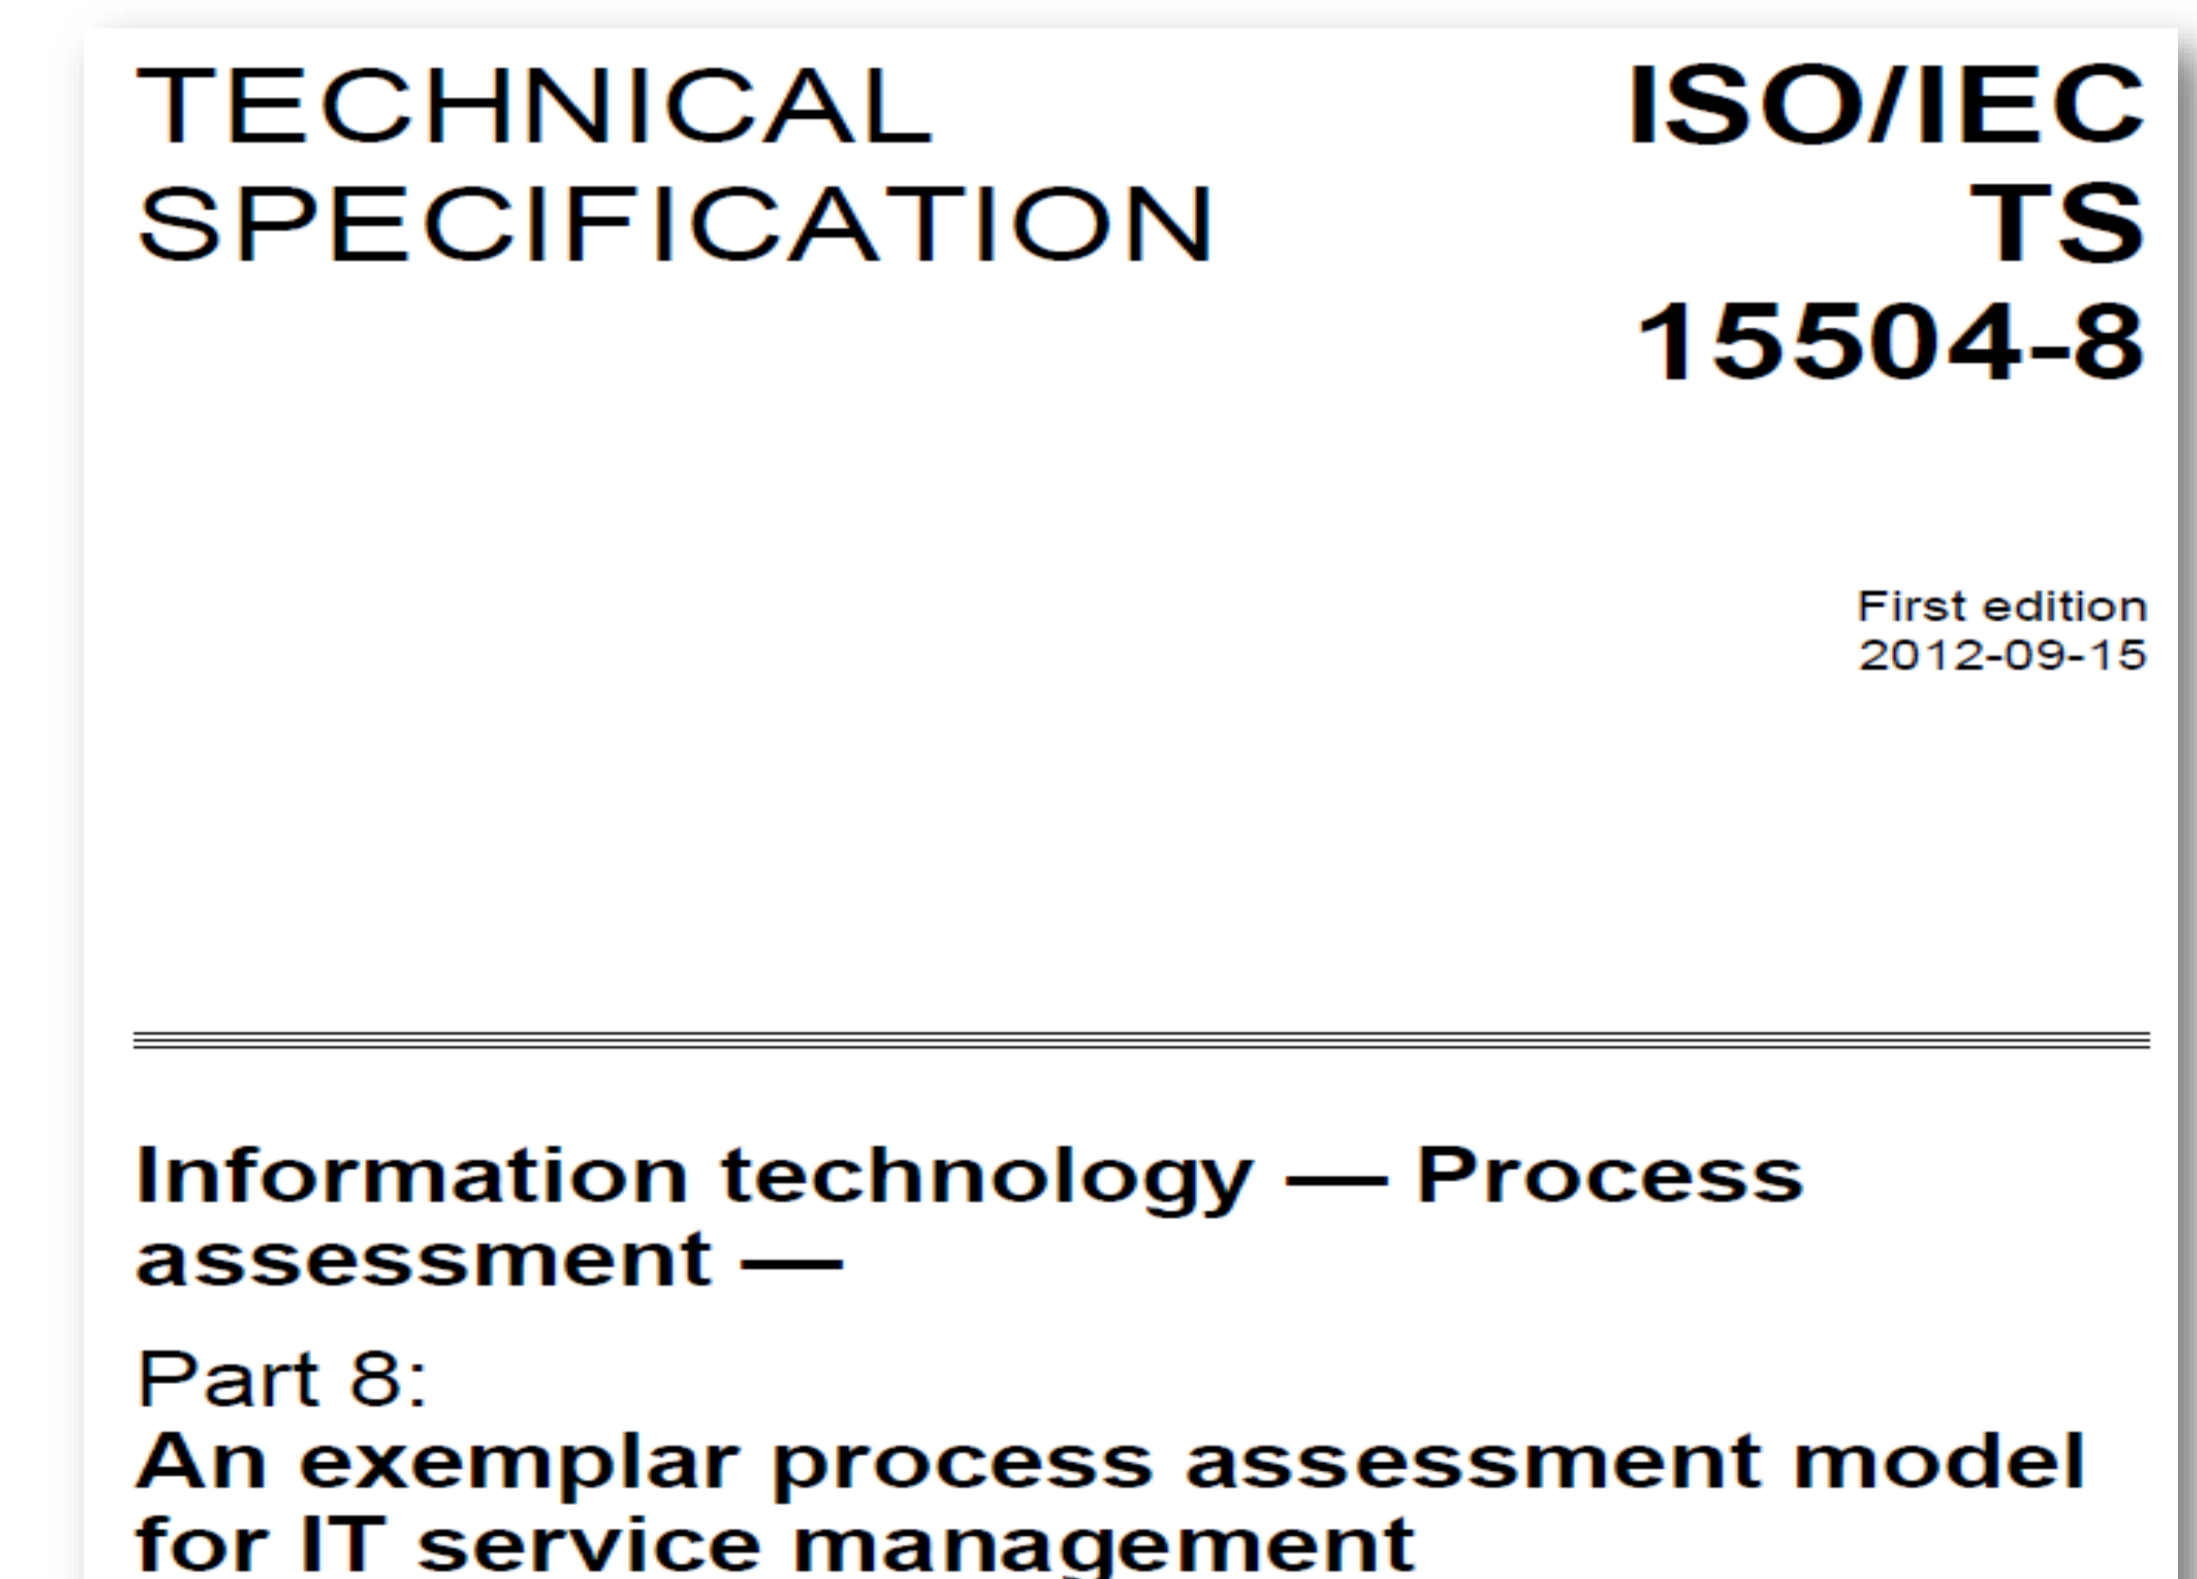 TECHNICAL
SPECIFICATION
ISO/IEC
TS
15504-8
First edition
2012-09-15
Information technology — Process
assessment —
Part 8:
An exemplar process assessment model
for IT service management